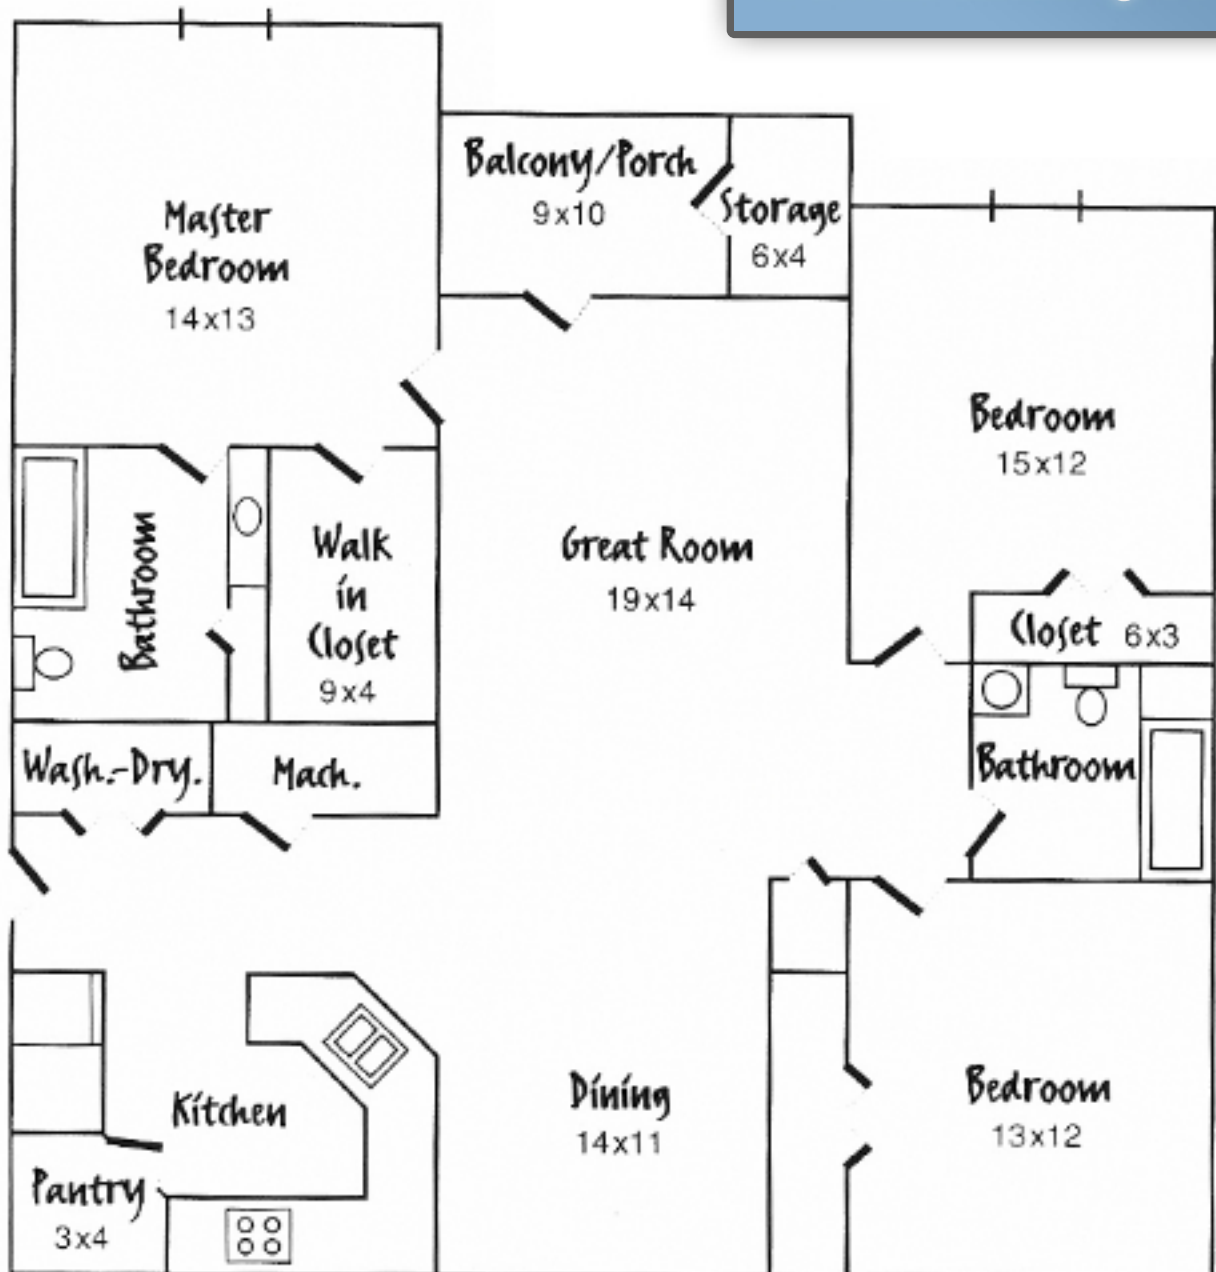 Master
Bedroom
14x13
Balcony/Porch
9x10
Storage
6x4
Bedroom
15x12
Closet 6x3
Bathroom
Walk
in
Closet
9x4
Great Room
19x14
Wash.-Dry.
Mach.
Bathroom
Kitchen
Pantry
3x4
Dining
14x11
Bedroom
13x12